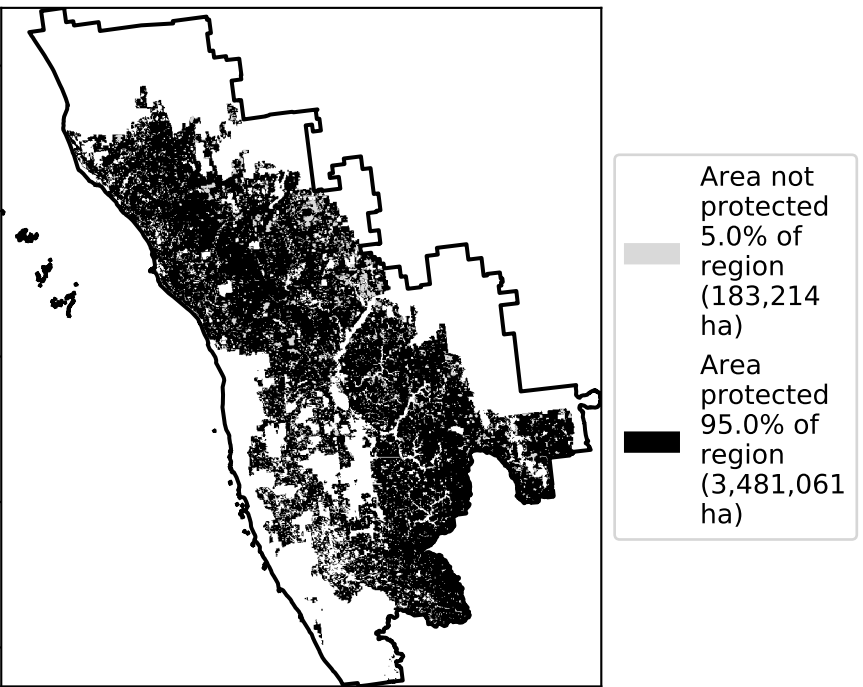 Area not
protected
5.0% of
region
(183,214
ha)
Area
protected
95.0% of
region
(3,481,061
ha)